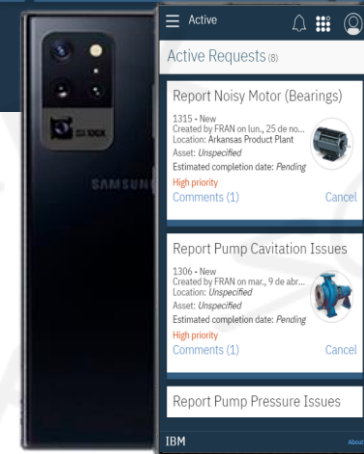 Active
Active Requests (8)
Report Noisy Motor (Bearings)
1315 - New
Created by FRAN on lun., 25 de no...
Location: Arkansas Product Plant
Asset: Unspecified
Estimated completion date: Pending
High priority
Comments (1) Cancel
Report Pump Cavitation Issues
1306 - New
Created by FRAN on mar., 9 de abr...
Location: Unspecified
Asset: Unspecified
Estimated completion date: Pending
High priority
Comments (1) Cancel
Report Pump Pressure Issues
IBM About
100X
SAMSUN